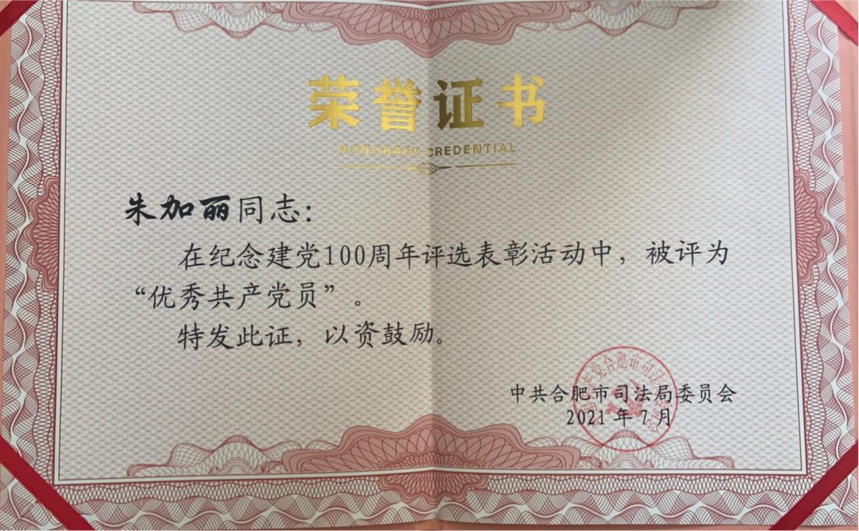 荣誉证书
HONORARY CREDENTIAL
朱加丽同志：
在纪念建党100周年评选表彰活动中，被评为
“优秀共产党员”。
特发此证，以资鼓励。
中共合肥市司法局委员会
2021年7月